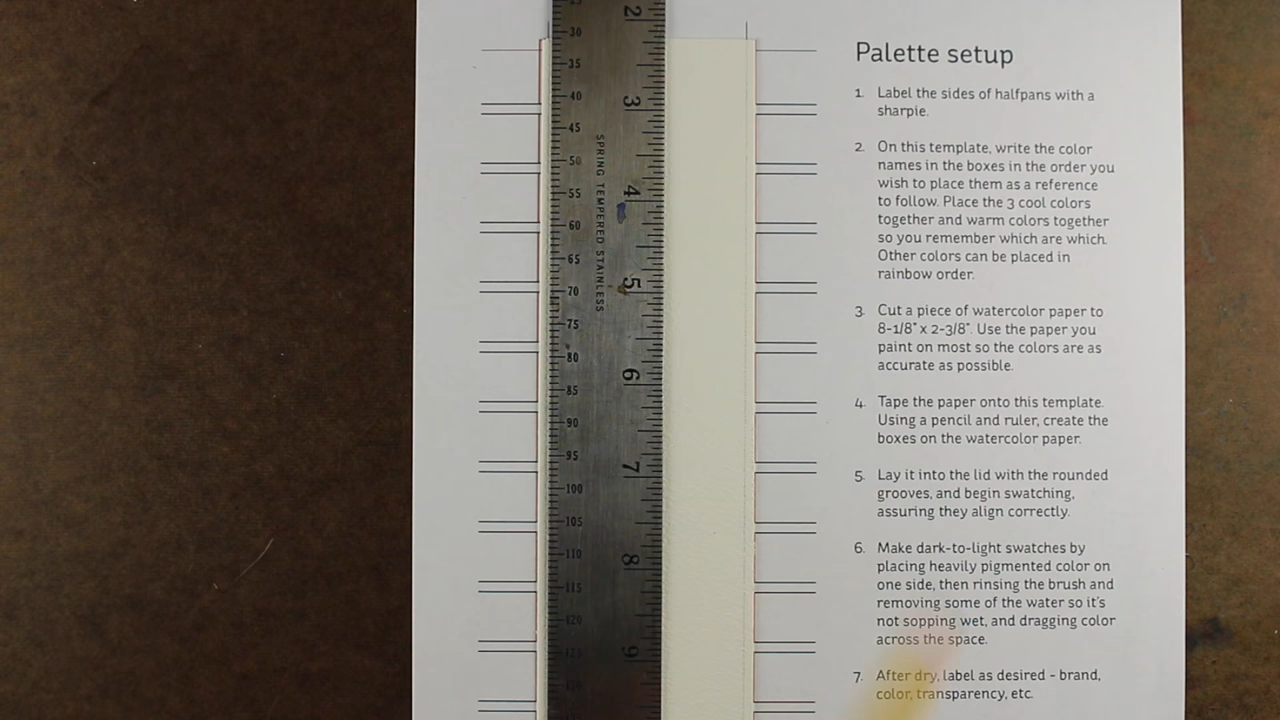 Palette setup
1. Label the sides of halfpans with a
sharpie.
2. On this template, write the color
names in the boxes in the order you
wish to place them as a reference
to follow. Place the 3 cool colors
together and warm colors together
so you remember which are which.
Other colors can be placed in
rainbow order.
3. Cut a piece of watercolor paper to
8-1/8" x 2-3/8". Use the paper you
paint on most so the colors are as
accurate as possible.
4. Tape the paper onto this template.
Using a pencil and ruler, create the
boxes on the watercolor paper.
5. Lay it into the lid with the rounded
grooves, and begin swatching,
assuring they align correctly.
6. Make dark-to-light swatches by
placing heavily pigmented color on
one side, then rinsing the brush and
removing some of the water so it's
not sopping wet, and dragging color
across the space.
7. After dry, label as desired - brand,
color, transparency, etc.
SPRING TEMPERED STAINLESS
30
35
40
45
50
55
60
65
70
75
80
85
90
95
100
105
110
115
120
125
2
3
4
5
6
7
8
9